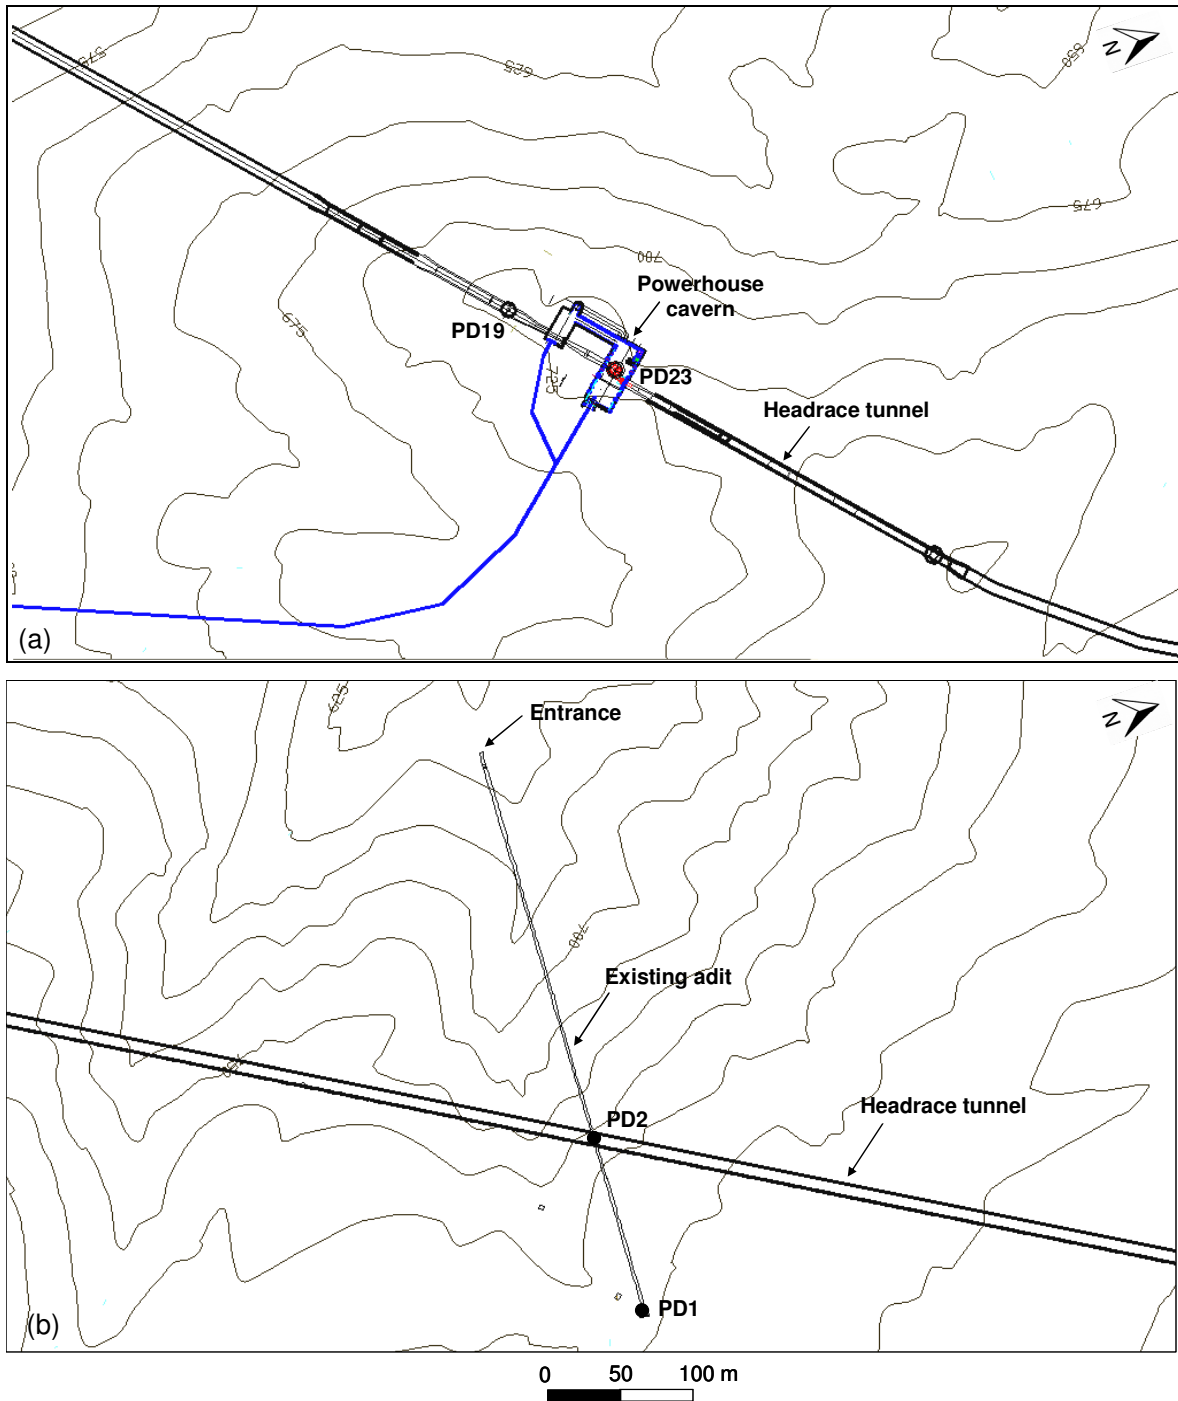 575
625
650
N
675
700
Powerhouse
cavern
PD19
675
PD23
725
Headrace tunnel
(a)
625
Entrance
N
700
Existing adit
750
PD2
Headrace tunnel
PD1
(b)
0 50 100 m